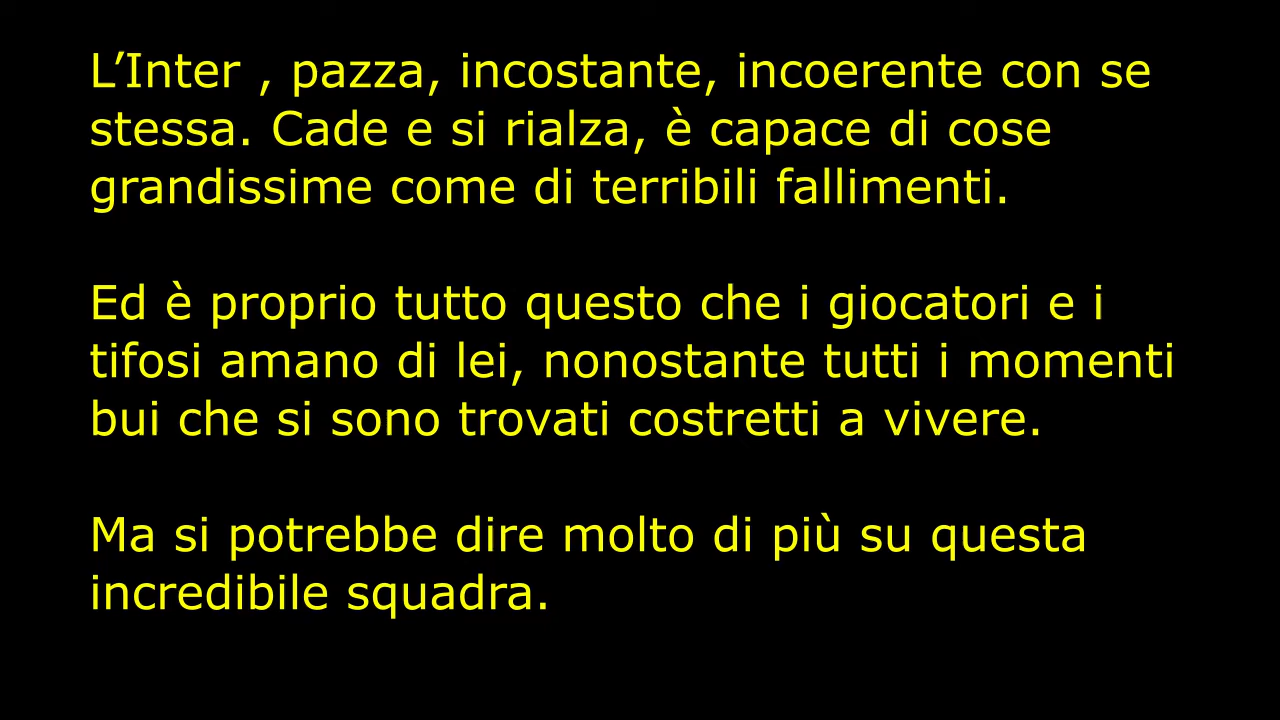 L’Inter , pazza, incostante, incoerente con se
stessa. Cade e si rialza, è capace di cose
grandissime come di terribili fallimenti.
Ed è proprio tutto questo che i giocatori e i
tifosi amano di lei, nonostante tutti i momenti
bui che si sono trovati costretti a vivere.
Ma si potrebbe dire molto di più su questa
incredibile squadra.